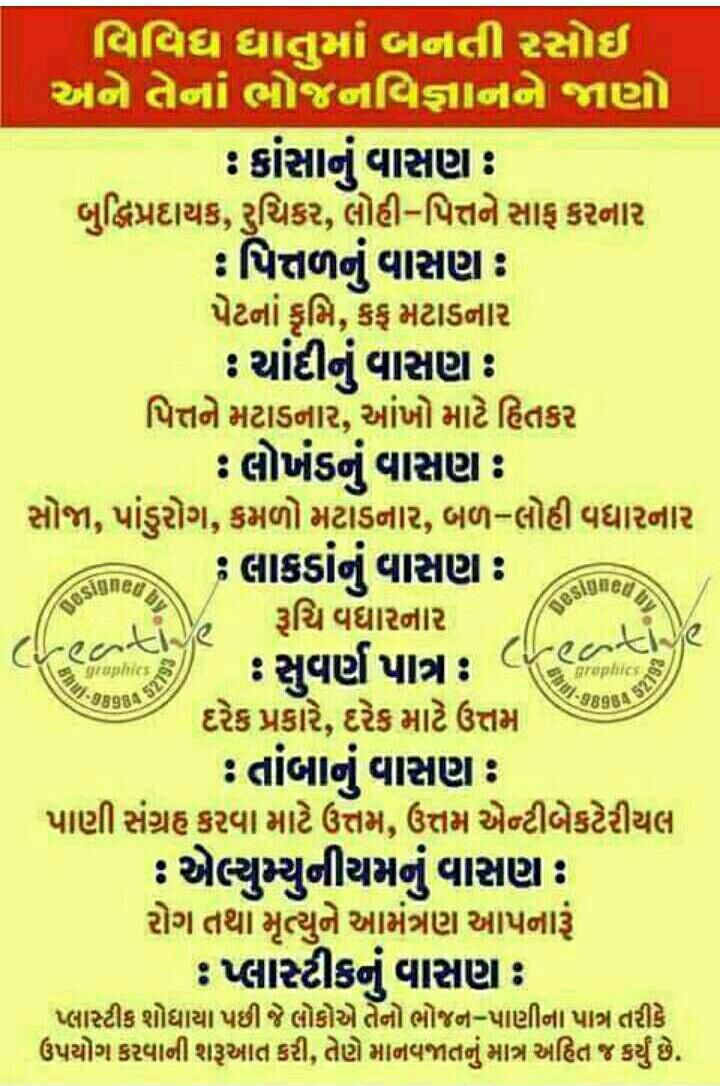 વિવિધ ધાતુમાં બનતી રસોઇ
અને તેનાં ભોજનવિજ્ઞાનને જાણો
: કાંસાનું વાસણ :
બુદ્ધિપ્રદાયક, રુચિકર, લોહી-પિત્તને સાફ કરનાર
: પિત્તળનું વાસણ :
પેટનાં કૃમિ, કફ મટાડનાર
: ચાંદીનું વાસણ :
પિત્તને મટાડનાર, આંખો માટે હિતકર
: લોખંડનું વાસણ :
સોજા, પાંડુરોગ, કમળો મટાડનાર, બળ-લોહી વધારનાર
: લાકડાંનું વાસણ :
રૂચિ વધારનાર
: સુવર્ણ પાત્ર :
દરેક પ્રકારે, દરેક માટે ઉત્તમ
: તાંબાનું વાસણ :
પાણી સંગ્રહ કરવા માટે ઉત્તમ, ઉત્તમ એન્ટીબેકટેરીયલ
: એલ્યુમ્યુનીયમનું વાસણ :
રોગ તથા મૃત્યુને આમંત્રણ આપનારૂં
: પ્લાસ્ટીકનું વાસણ :
પ્લાસ્ટીક શોધાયા પછી જે લોકોએ તેનો ભોજન-પાણીના પાત્ર તરીકે
ઉપયોગ કરવાની શરૂઆત કરી, તેણે માનવજાતનું માત્ર અહિત જ કર્યું છે.
Designed by
Creative
graphics
Bhuj-98984 52793
Designed by
Creative
graphics
Bhuj-98984 52793